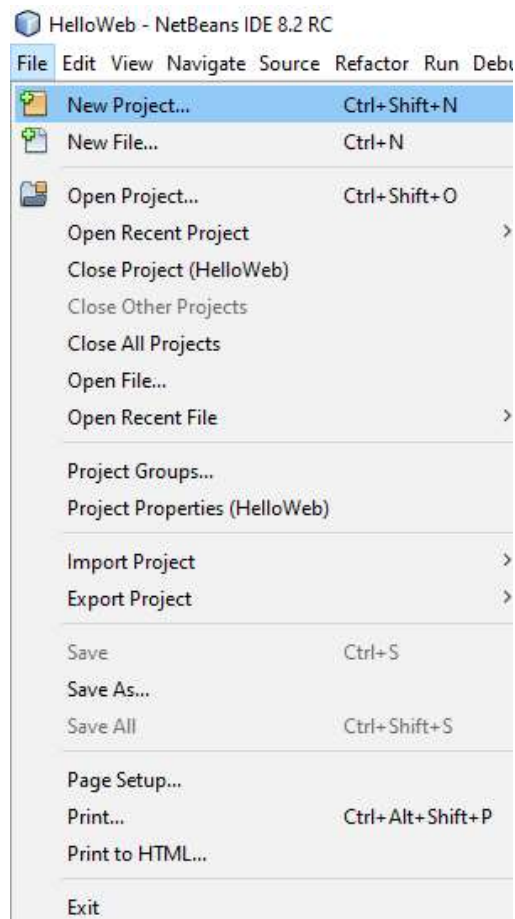 HelloWeb - NetBeans IDE 8.2 RC
File Edit View Navigate Source Refactor Run Debu
New Project... Ctrl+Shift+N
New File... Ctrl+N
Open Project... Ctrl+Shift+O
Open Recent Project
Close Project (HelloWeb)
Close Other Projects
Close All Projects
Open File...
Open Recent File
Project Groups...
Project Properties (HelloWeb)
Import Project
Export Project
Save Ctrl+S
Save As...
Save All Ctrl+Shift+S
Page Setup...
Print... Ctrl+Alt+Shift+P
Print to HTML...
Exit